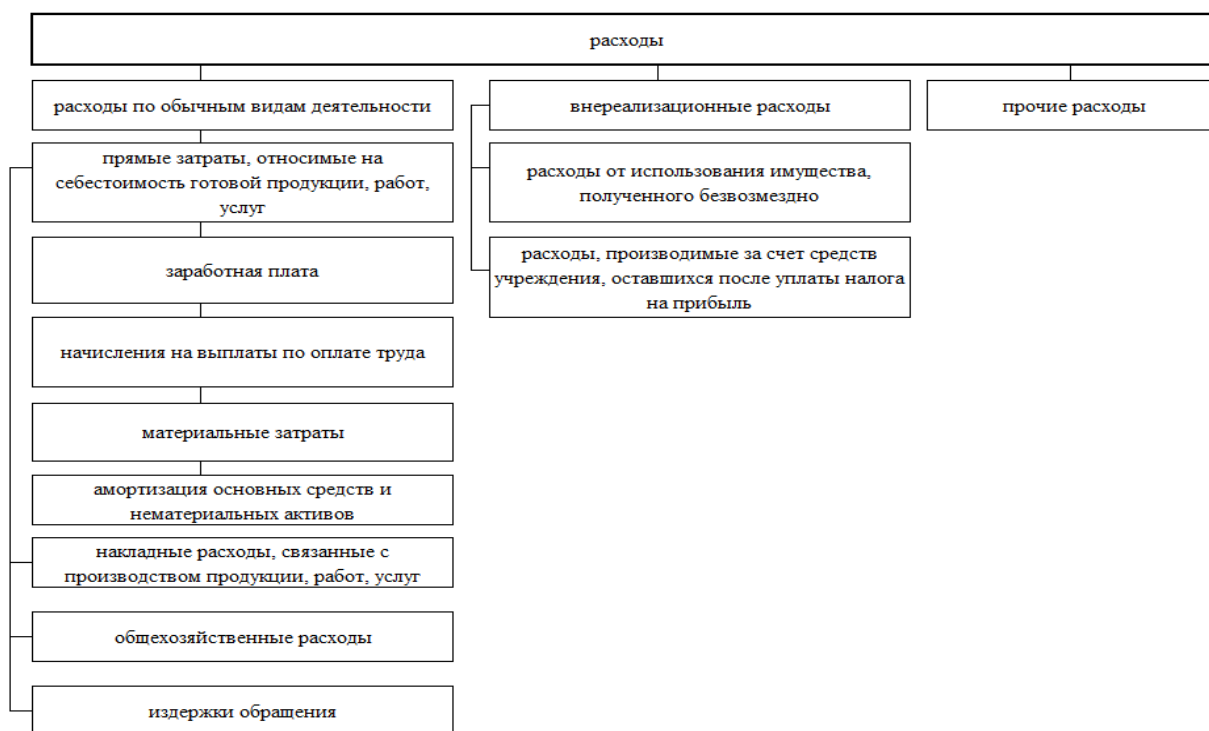 расходы
расходы по обычным видам деятельности
внереализационные расходы
прочие расходы
прямые затраты, относимые на
себестоимость готовой продукции, работ,
услуг
расходы от использования имущества,
полученного безвозмездно
заработная плата
расходы, производимые за счет средств
учреждения, оставшихся после уплаты налога
на прибыль
начисления на выплаты по оплате труда
материальные затраты
амортизация основных средств и
нематериальных активов
накладные расходы, связанные с
производством продукции, работ, услуг
общехозяйственные расходы
издержки обращения